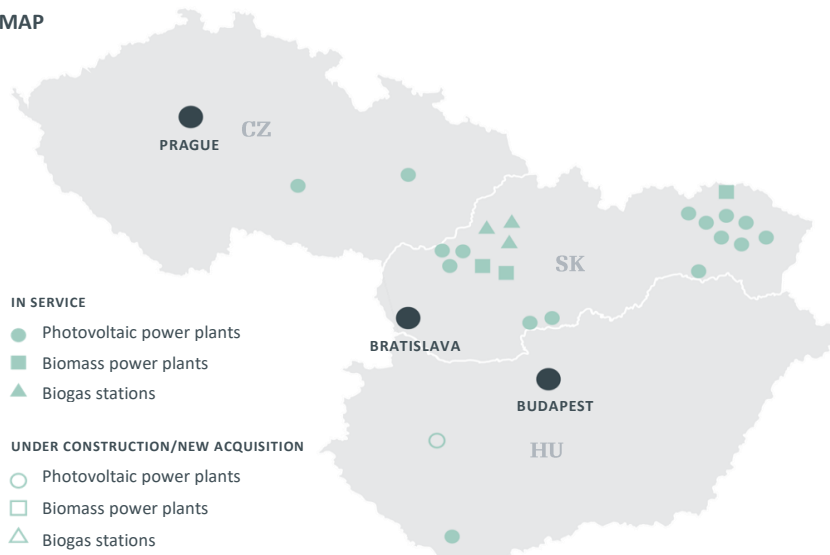 MAP
CZ
PRAGUE
SK
IN SERVICE
Photovoltaic power plants
Biomass power plants
Biogas stations
BRATISLAVA
BUDAPEST
HU
UNDER CONSTRUCTION/NEW ACQUISITION
Photovoltaic power plants
Biomass power plants
Biogas stations